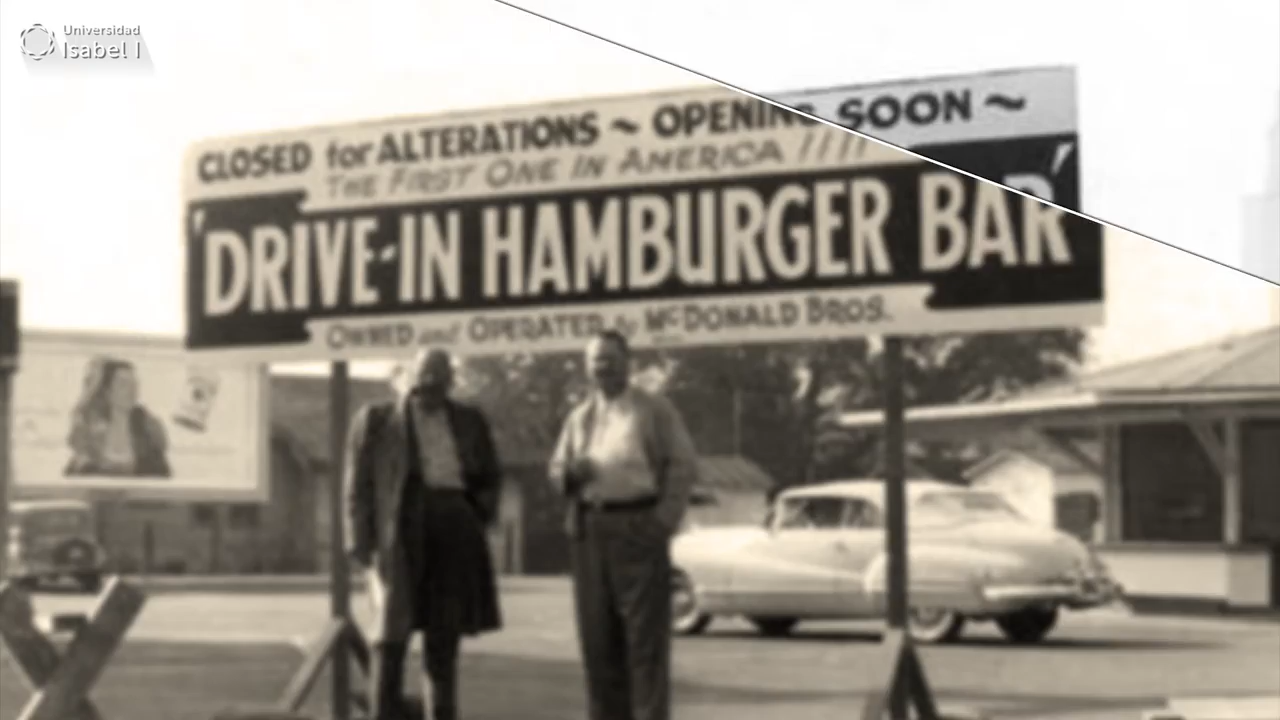 Universidad
Isabel I
CLOSED for ALTERATIONS ~ OPENING SOON ~
THE FIRST ONE IN AMERICA !!!!
'DRIVE-IN HAMBURGER BAR'
OWNED and OPERATED by McDONALD BROS.